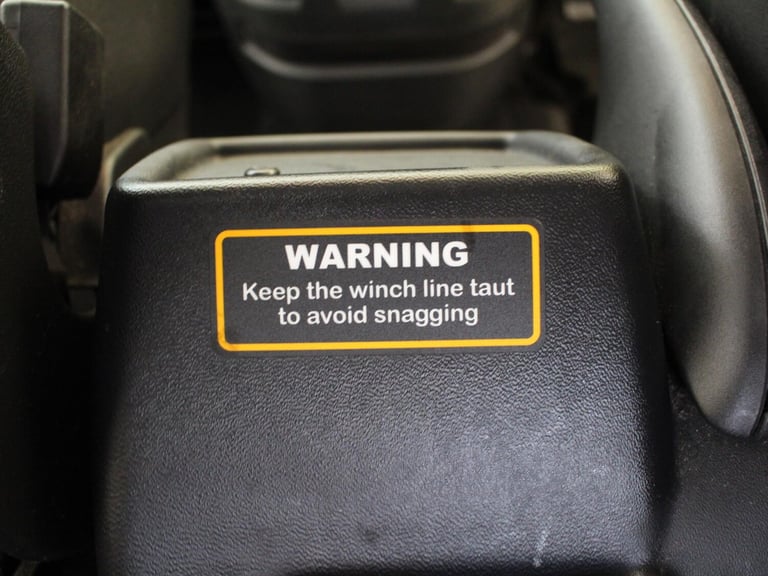 WARNING
Keep the winch line taut
to avoid snagging